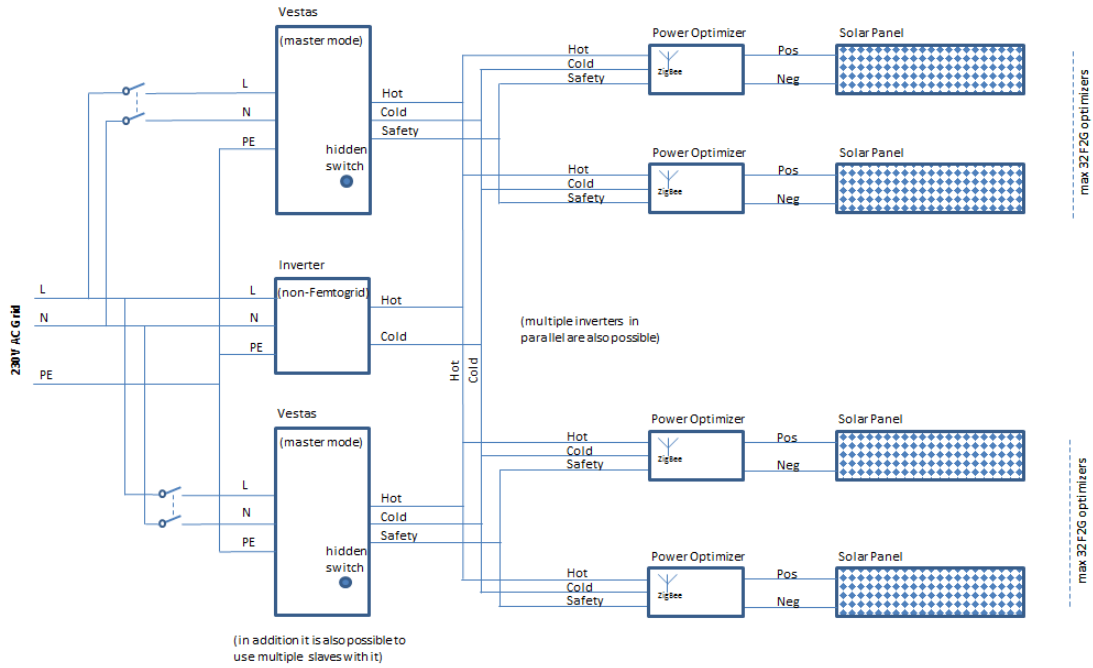 Vestas
(master mode)
L
N
PE
hidden
switch
Hot
Cold
Safety
Hot
Cold
Safety
Power Optimizer
ZigBee
Pos
Neg
Solar Panel
Hot
Cold
Safety
Power Optimizer
ZigBee
Pos
Neg
Solar Panel
max 32 F2G optimizers
230V AC Grid
L
N
PE
Inverter
(non-Femtogrid)
L
N
PE
Hot
Cold
Hot
Cold
(multiple inverters in
parallel are also possible)
Vestas
(master mode)
L
N
PE
hidden
switch
Hot
Cold
Safety
Hot
Cold
Safety
Power Optimizer
ZigBee
Pos
Neg
Solar Panel
Hot
Cold
Safety
Power Optimizer
ZigBee
Pos
Neg
Solar Panel
max 32 F2G optimizers
(in addition it is also possible to
use multiple slaves with it)